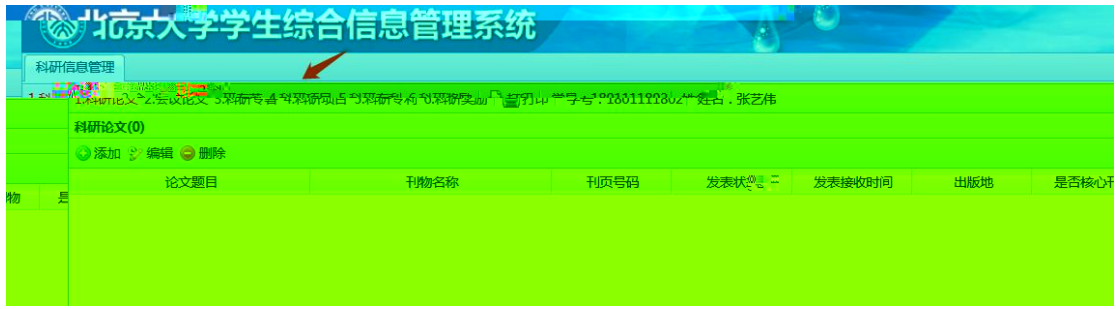 北京大学学生综合信息管理系统
科研信息管理
1.科研论文 2.会议论文 3.科研专著 4.科研项目 5.科研专利 6.科研奖励 打印 学号：1801111802 姓名：张艺伟
科研论文(0)
添加 编辑 删除
论文题目 刊物名称 刊页号码 发表状 发表接收时间 出版地 是否核心刊
物 是